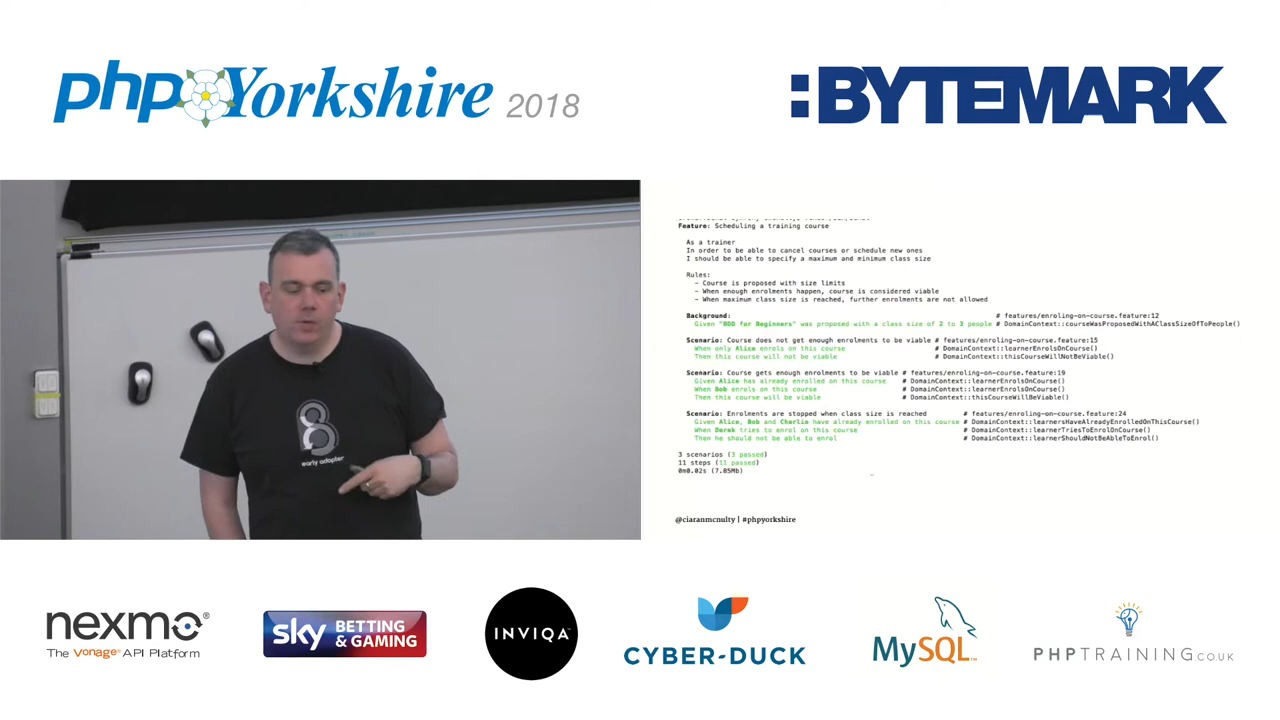 php Yorkshire 2018
:BYTEMARK
Feature: Scheduling a training course
As a trainer
In order to be able to cancel courses or schedule new ones
I should be able to specify a maximum and minimum class size
Rules:
- Course is proposed with size limits
- When enough enrolments happen, course is considered viable
- When maximum class size is reached, further enrolments are not allowed
Background: # features/enroling-on-course.feature:12
Given "BDD for Beginners" was proposed with a class size of 2 to 3 people # DomainContext::courseWasProposedWithAClassSizeOfToPeople()
Scenario: Course does not get enough enrolments to be viable # features/enroling-on-course.feature:15
When only Alice enrols on this course # DomainContext::learnerEnrolsOnCourse()
Then this course will not be viable # DomainContext::thisCourseWillNotBeViable()
Scenario: Course gets enough enrolments to be viable # features/enroling-on-course.feature:19
Given Alice has already enrolled on this course # DomainContext::learnerEnrolsOnCourse()
When Bob enrols on this course # DomainContext::learnerEnrolsOnCourse()
Then this course will be viable # DomainContext::thisCourseWillBeViable()
Scenario: Enrolments are stopped when class size is reached # features/enroling-on-course.feature:24
Given Alice, Bob and Charlie have already enrolled on this course # DomainContext::learnersHaveAlreadyEnrolledOnThisCourse()
When Derek tries to enrol on this course # DomainContext::learnerTriesToEnrolOnCourse()
Then he should not be able to enrol # DomainContext::learnerShouldNotBeAbleToEnrol()
3 scenarios (3 passed)
11 steps (11 passed)
0m0.02s (7.85Mb)
@ciaranmcnulty | #phpyorkshire
early adopter
nexmo®
The Vonage® API Platform
sky BETTING & GAMING
INVIQA™
CYBER-DUCK
MySQL™
PHPTRAINING.CO.UK